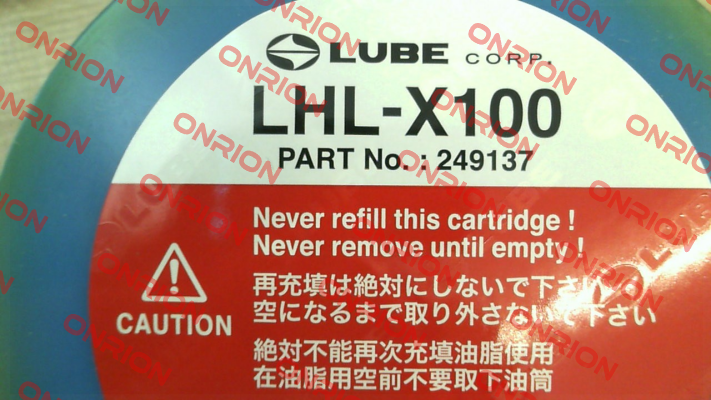 LUBE CORP.
LHL-X100
PART No. : 249137
Never refill this cartridge !
Never remove until empty !
再充填は絶対にしないで下さい
空になるまで取り外さないで下さい
CAUTION
絶対不能再次充填油脂使用
在油脂用空前不要取下油筒
ONRION